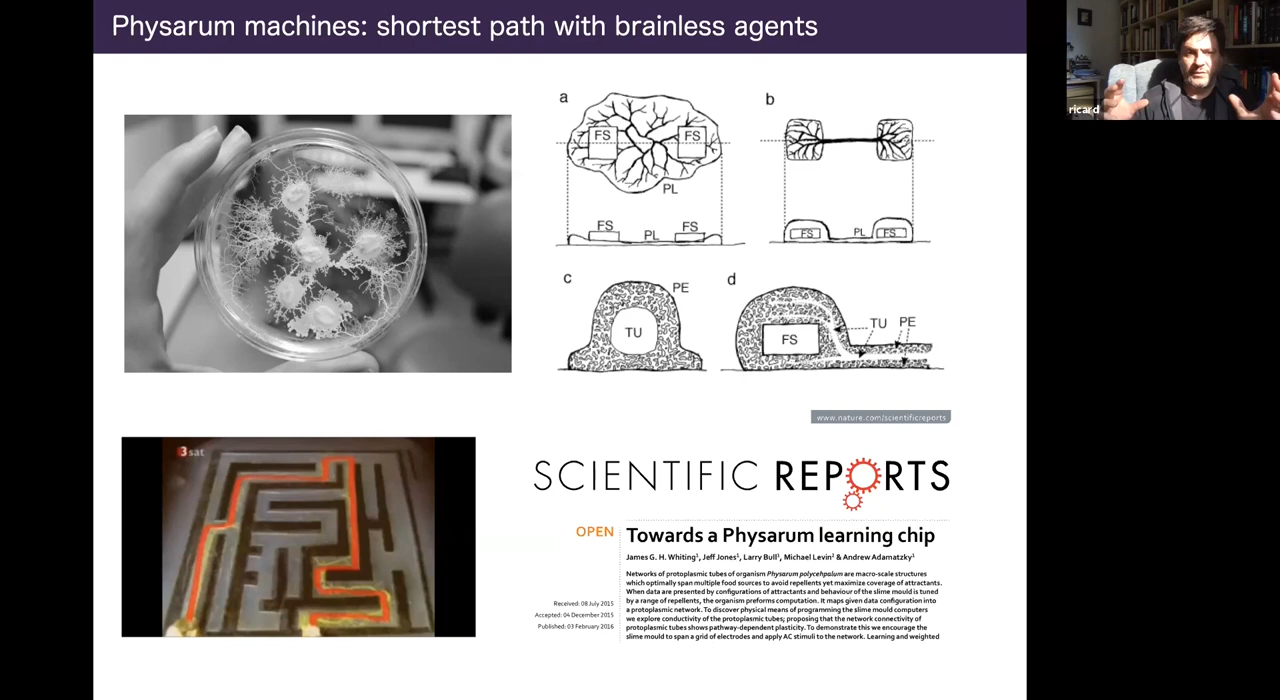 Physarum machines: shortest path with brainless agents
ricard
a
FS
FS
PL
FS
PL
FS
b
FS
PL
FS
c
PE
TU
d
FS
TU
PE
3sat
www.nature.com/scientificreports
SCIENTIFIC REPORTS
OPEN
Towards a Physarum learning chip
James G. H. Whiting¹, Jeff Jones¹, Larry Bull¹, Michael Levin² & Andrew Adamatzky¹
Received: 08 July 2015
Accepted: 04 December 2015
Published: 03 February 2016
Networks of protoplasmic tubes of organism Physarum polycehpalum are macro-scale structures
which optimally span multiple food sources to avoid repellents yet maximize coverage of attractants.
When data are presented by configurations of attractants and behaviour of the slime mould is tuned
by a range of repellents, the organism preforms computation. It maps given data configuration into
a protoplasmic network. To discover physical means of programming the slime mould computers
we explore conductivity of the protoplasmic tubes; proposing that the network connectivity of
protoplasmic tubes shows pathway-dependent plasticity. To demonstrate this we encourage the
slime mould to span a grid of electrodes and apply AC stimuli to the network. Learning and weighted